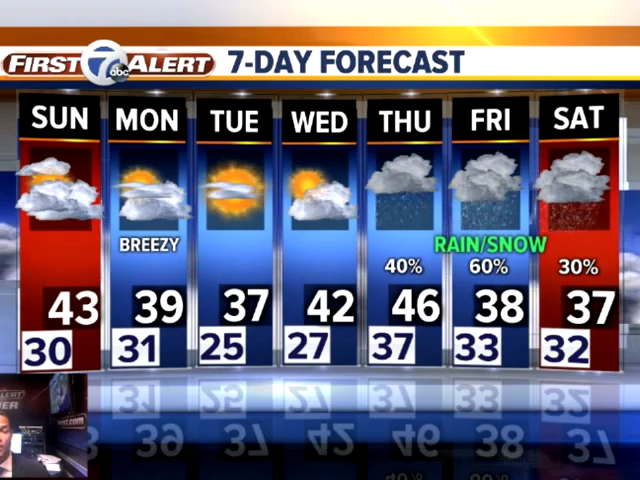 FIRST 7 abc ALERT 7-DAY FORECAST
SUN MON TUE WED THU FRI SAT
BREEZY
RAIN/SNOW
40% 60% 30%
43 39 37 42 46 38 37
30 31 25 27 37 33 32